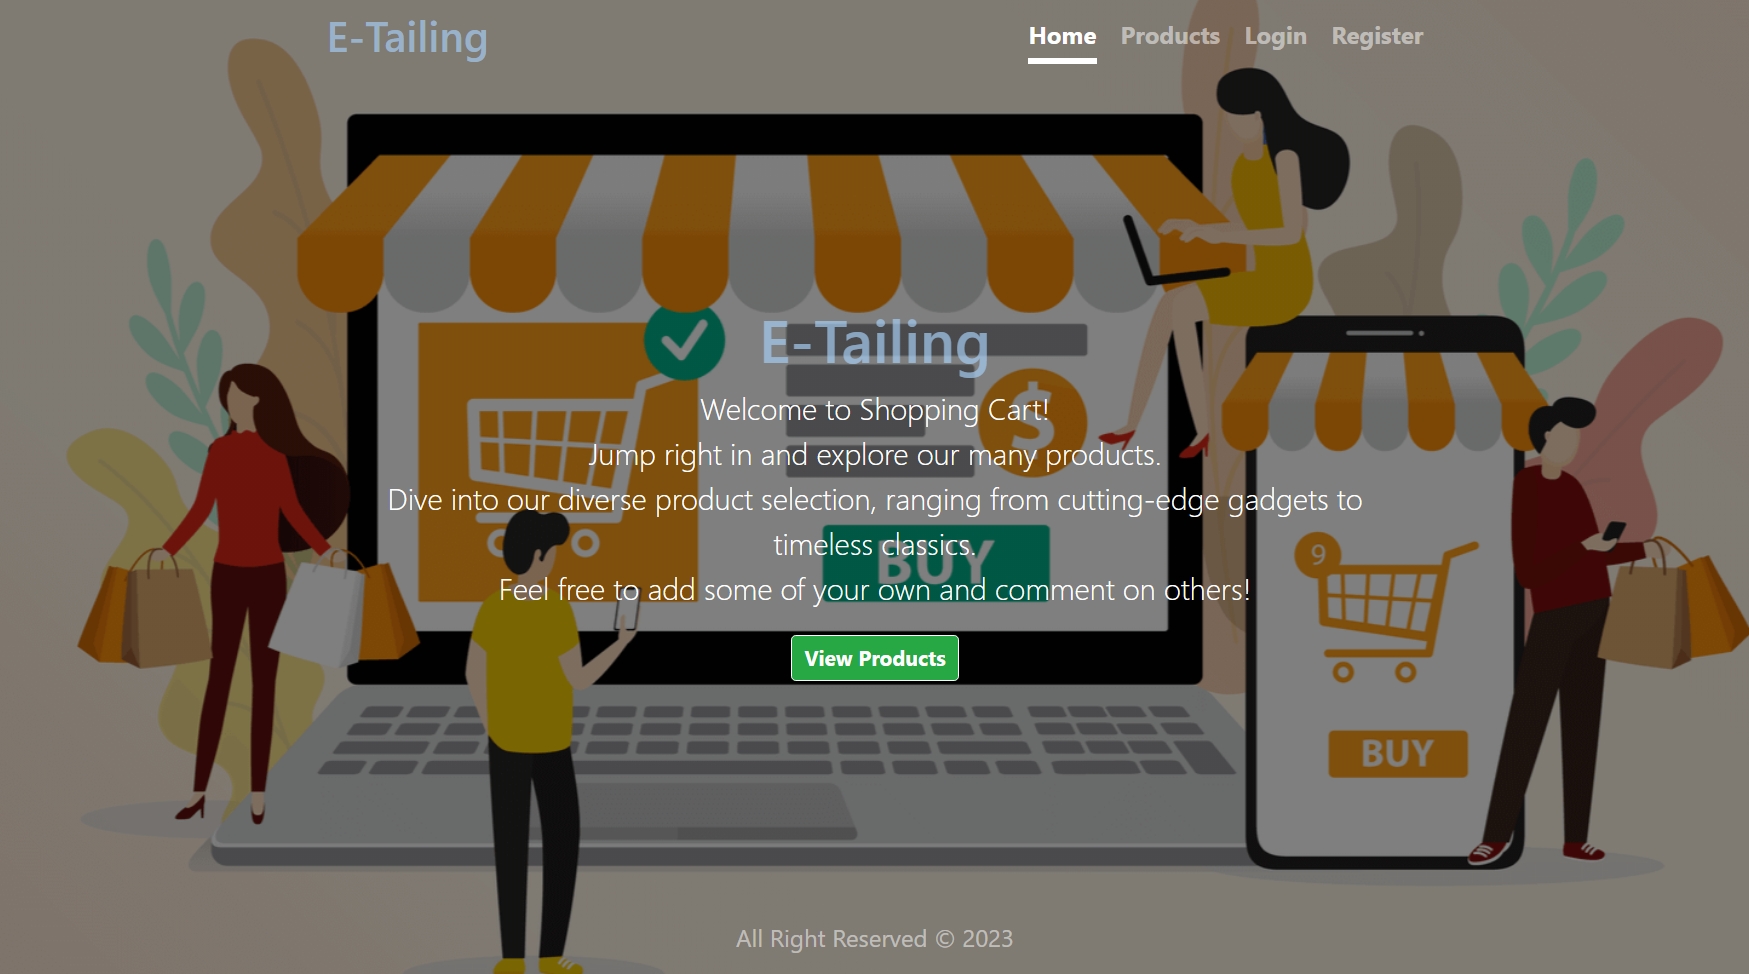 E-Tailing
Home Products Login Register
E-Tailing
Welcome to Shopping Cart!
Jump right in and explore our many products.
Dive into our diverse product selection, ranging from cutting-edge gadgets to
timeless classics.
BUY
Feel free to add some of your own and comment on others!
View Products
$
9
BUY
All Right Reserved © 2023